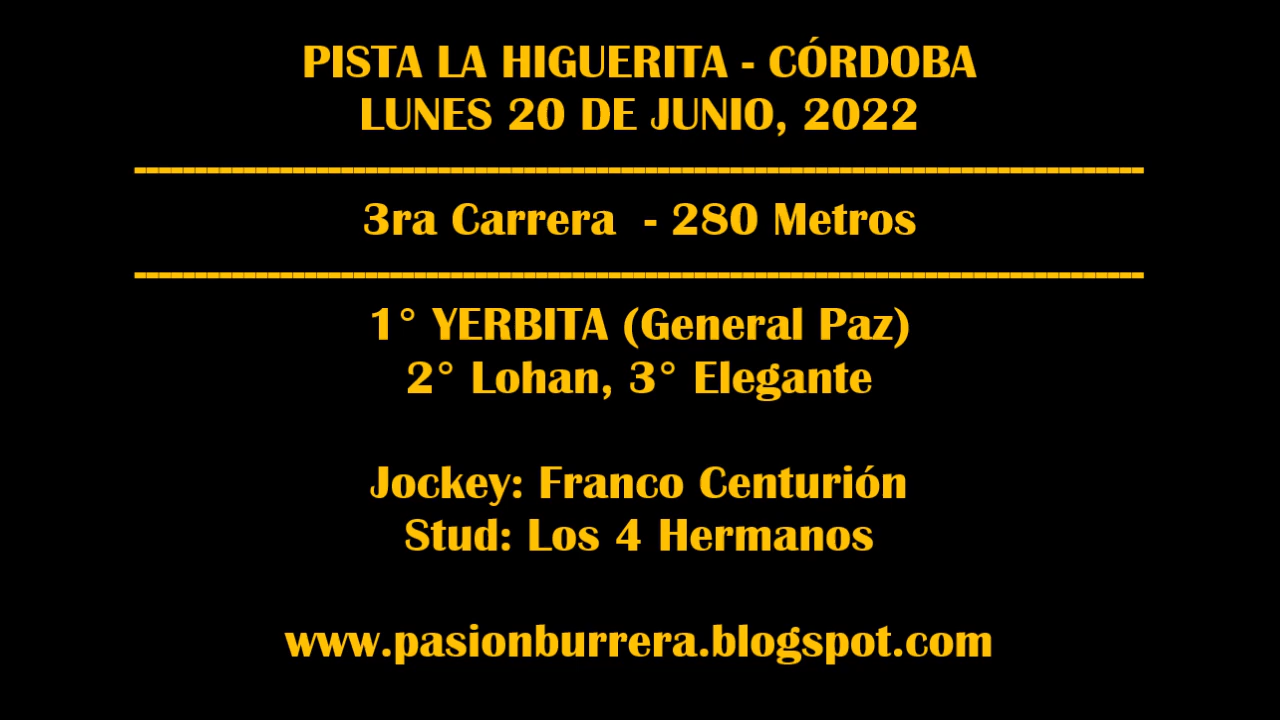 PISTA LA HIGUERITA - CÓRDOBA
LUNES 20 DE JUNIO, 2022
--------------------------------------------------------------------------------
3ra Carrera - 280 Metros
--------------------------------------------------------------------------------
1° YERBITA (General Paz)
2° Lohan, 3° Elegante
Jockey: Franco Centurión
Stud: Los 4 Hermanos
www.pasionburrera.blogspot.com